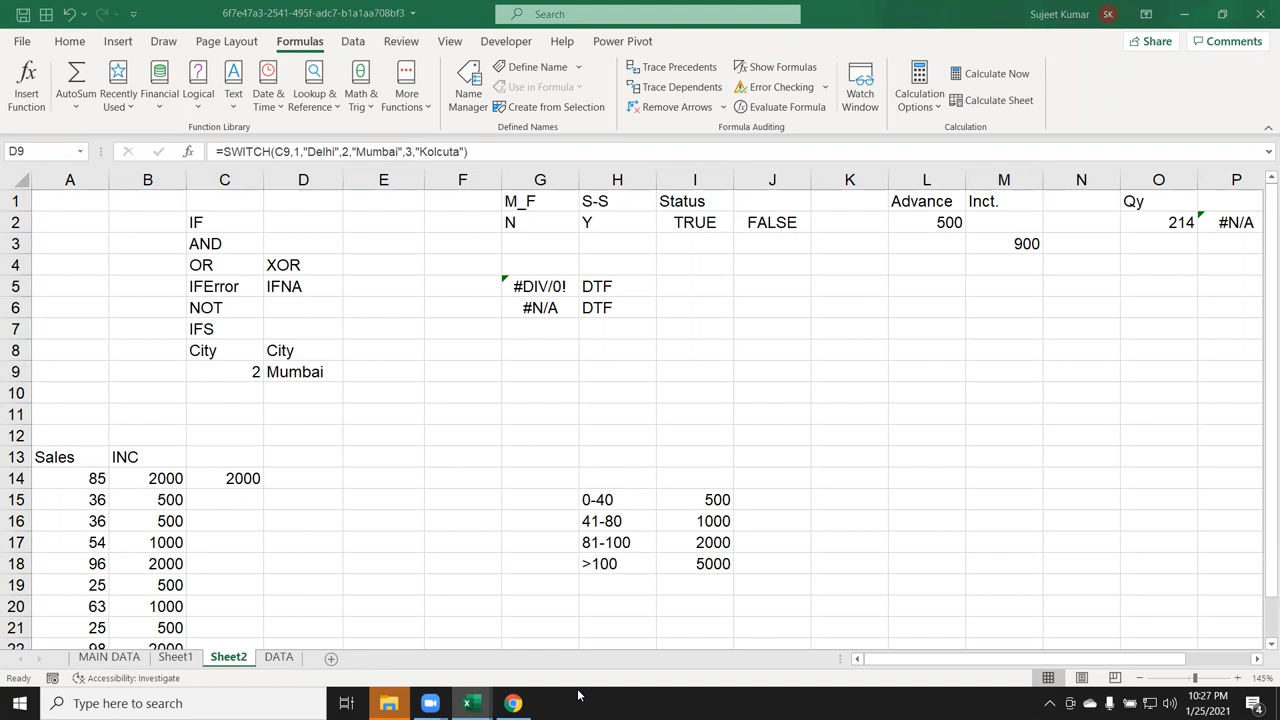 6f7e47a3-2541-495f-adc7-b1a1aa708bf3
Search
Sujeet Kumar SK
File Home Insert Draw Page Layout Formulas Data Review View Developer Help Power Pivot Share Comments
Insert Function
AutoSum
Recently Used
Financial
Logical
Text
Date & Time
Lookup & Reference
Math & Trig
More Functions
Function Library
Name Manager
Define Name
Use in Formula
Create from Selection
Defined Names
Trace Precedents
Trace Dependents
Remove Arrows
Show Formulas
Error Checking
Evaluate Formula
Formula Auditing
Watch Window
Calculation Options
Calculate Now
Calculate Sheet
Calculation
D9 fx =SWITCH(C9,1,"Delhi",2,"Mumbai",3,"Kolcuta")
A B C D E F G H I J K L M N O P
1 M_F S-S Status Advance Inct. Qy
2 IF N Y TRUE FALSE 500 214 #N/A
3 AND 900
4 OR XOR
5 IFError IFNA #DIV/0! DTF
6 NOT #N/A DTF
7 IFS
8 City City
9 2 Mumbai
10
11
12
13 Sales INC
14 85 2000 2000
15 36 500 0-40 500
16 36 500 41-80 1000
17 54 1000 81-100 2000
18 96 2000 >100 5000
19 25 500
20 63 1000
21 25 500
22 98 2000
MAIN DATA Sheet1 Sheet2 DATA
Ready Accessibility: Investigate 145%
Type here to search
10:27 PM
1/25/2021
4